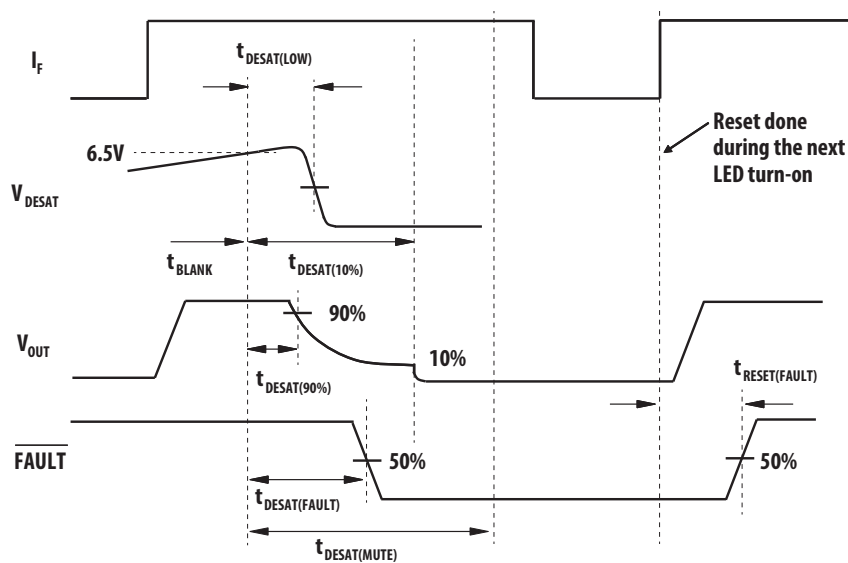 I_F
t_DESAT(LOW)
Reset done
during the next
LED turn-on
6.5V
V_DESAT
t_BLANK
t_DESAT(10%)
90%
V_OUT
10%
t_DESAT(90%)
t_RESET(FAULT)
FAULT
50%
50%
t_DESAT(FAULT)
t_DESAT(MUTE)